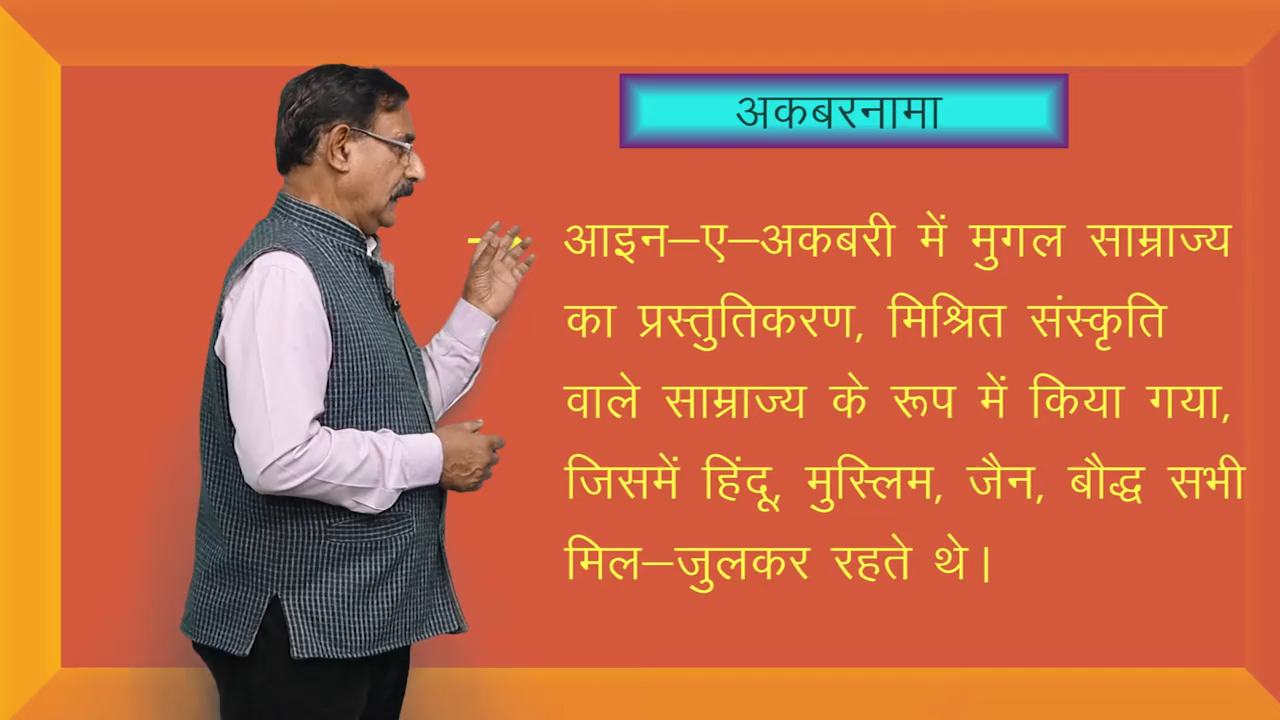 अकबरनामा
आइन–ए–अकबरी में मुगल साम्राज्य
का प्रस्तुतिकरण, मिश्रित संस्कृति
वाले साम्राज्य के रूप में किया गया,
जिसमें हिंदू, मुस्लिम, जैन, बौद्ध सभी
मिल–जुलकर रहते थे।